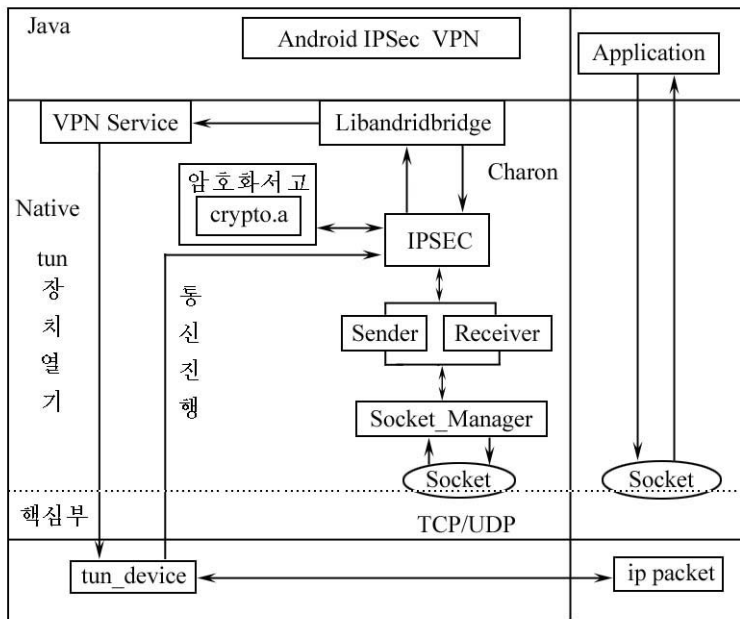 Java
Android IPSec VPN
Application
VPN Service
Libandridbridge
Charon
암호화서고
crypto.a
Native
IPSEC
tun
장
치
열
기
통
신
진
행
Sender
Receiver
Socket_Manager
Socket
Socket
핵심부
TCP/UDP
tun_device
ip packet